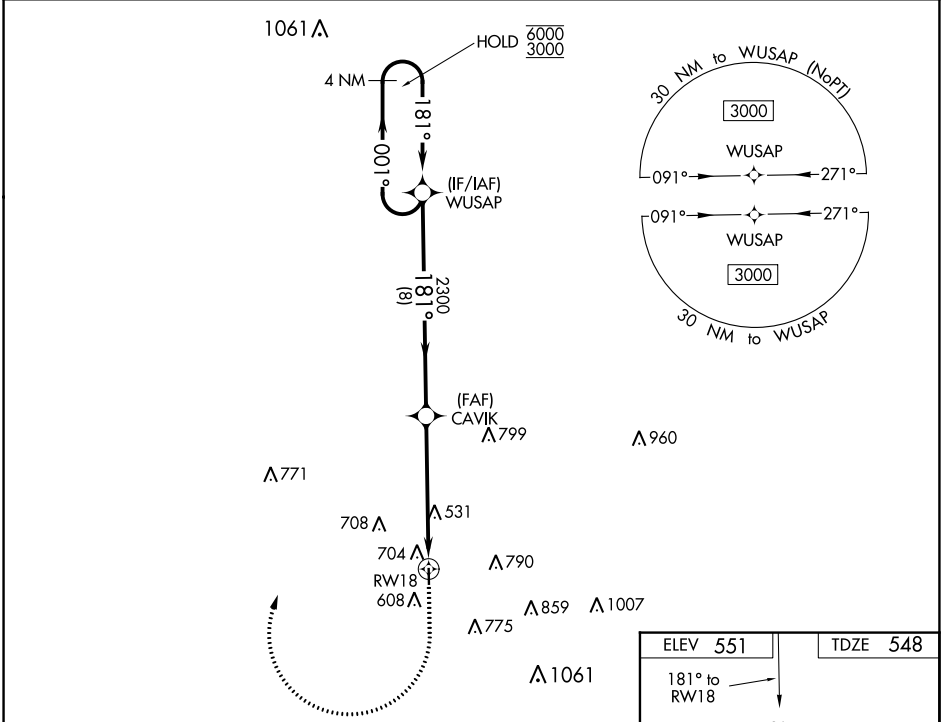 1061
HOLD 6000
3000
4 NM
181°
001°
(IF/IAF)
WUSAP
2300
181°
(8)
(FAF)
CAVIK
799
960
771
708
531
704
790
RW18
608
859
1007
775
1061
30 NM to WUSAP (NoPT)
3000
WUSAP
091°
271°
091°
271°
WUSAP
3000
30 NM to WUSAP
ELEV 551
TDZE 548
181° to
RW18